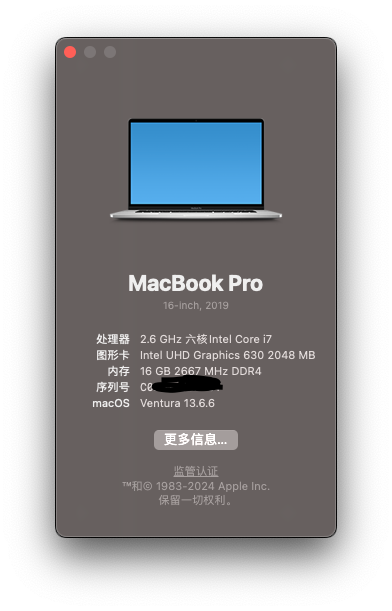 MacBook Pro
16-inch, 2019
处理器 2.6 GHz 六核Intel Core i7
图形卡 Intel UHD Graphics 630 2048 MB
内存 16 GB 2667 MHz DDR4
序列号
macOS Ventura 13.6.6
更多信息...
监管认证
™和© 1983-2024 Apple Inc.
保留一切权利。